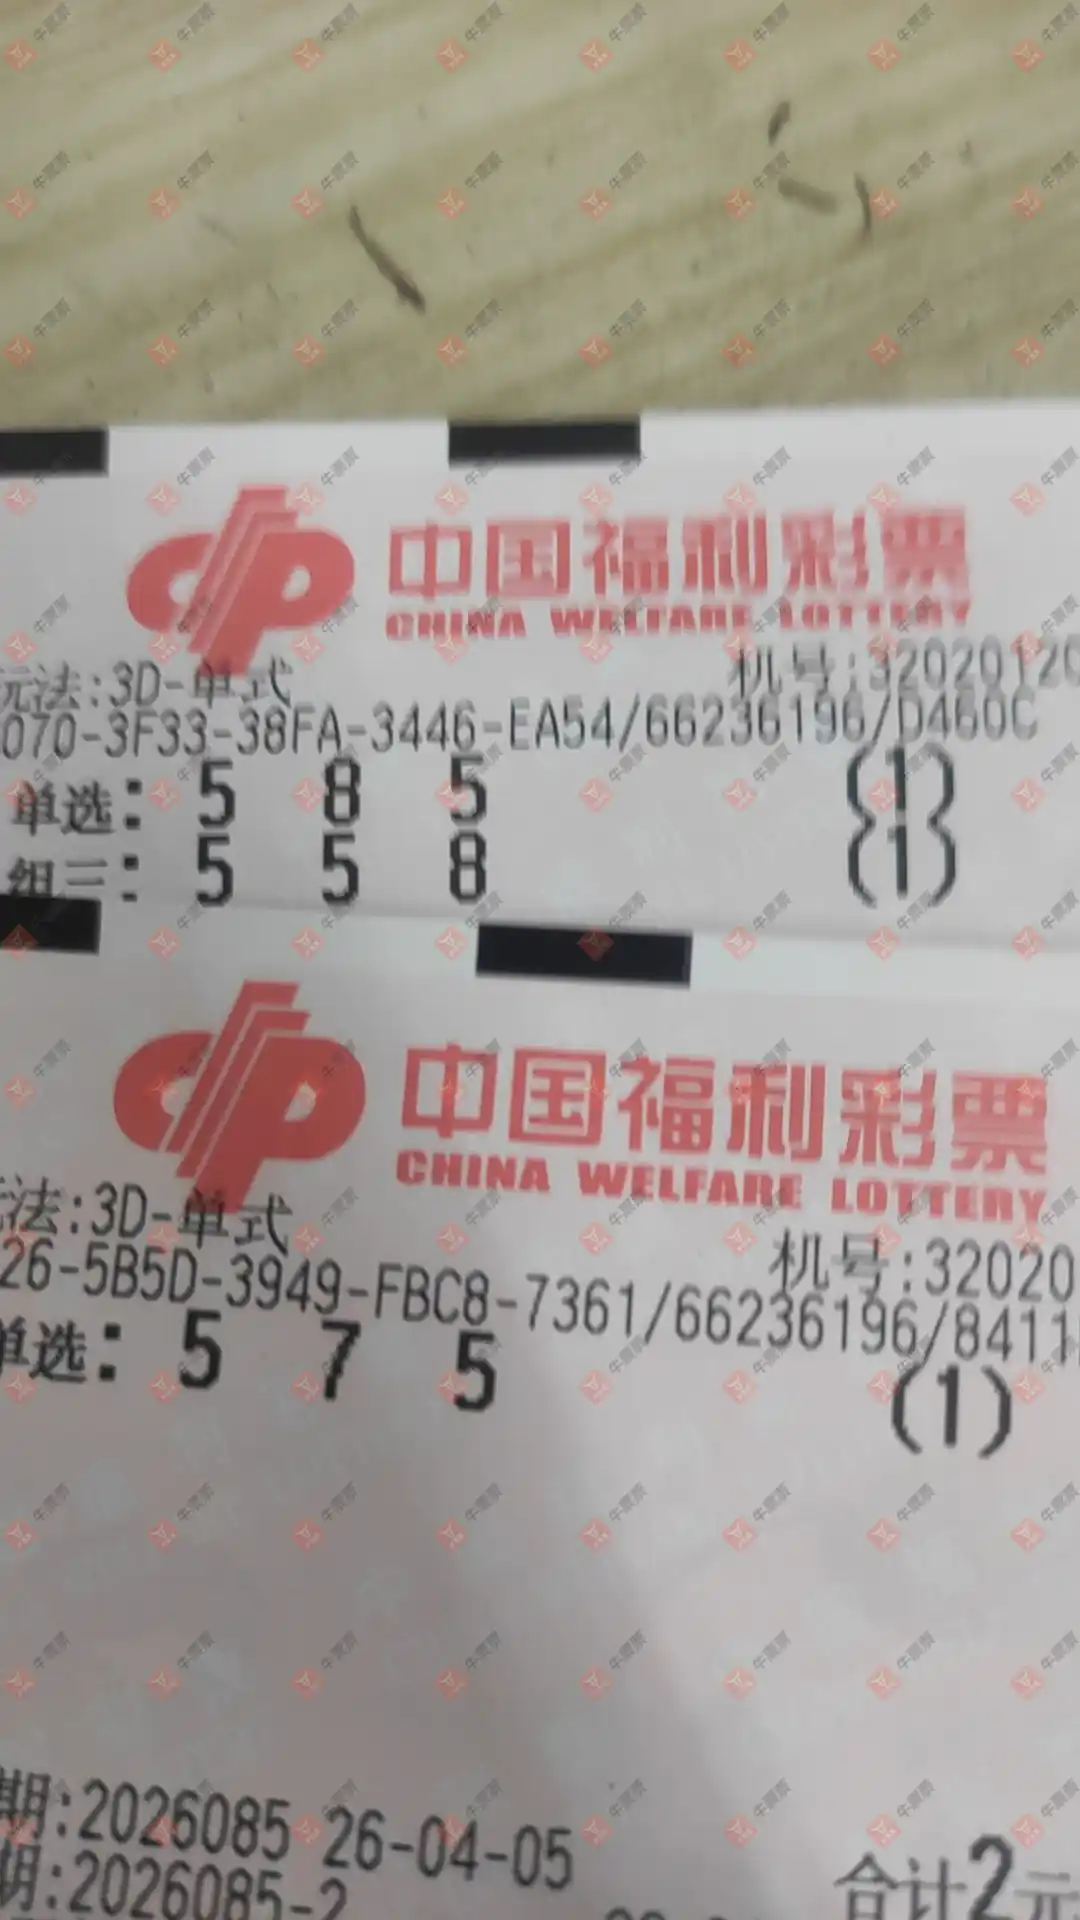 中国福利彩票
CHINA WELFARE LOTTERY
玩法:3D-单式 机号:32020120
070-3F33-38FA-3446-EA54/66236196/D460C
单选: 5 8 5 (1)
组三: 5 5 8 (1)
中国福利彩票
CHINA WELFARE LOTTERY
法:3D-单式 机号:32020
26-5B5D-3949-FBC8-7361/66236196/8411
单选: 5 7 5 (1)
期:2026085 26-04-05
期:2026085-2 合计2元
牛票票